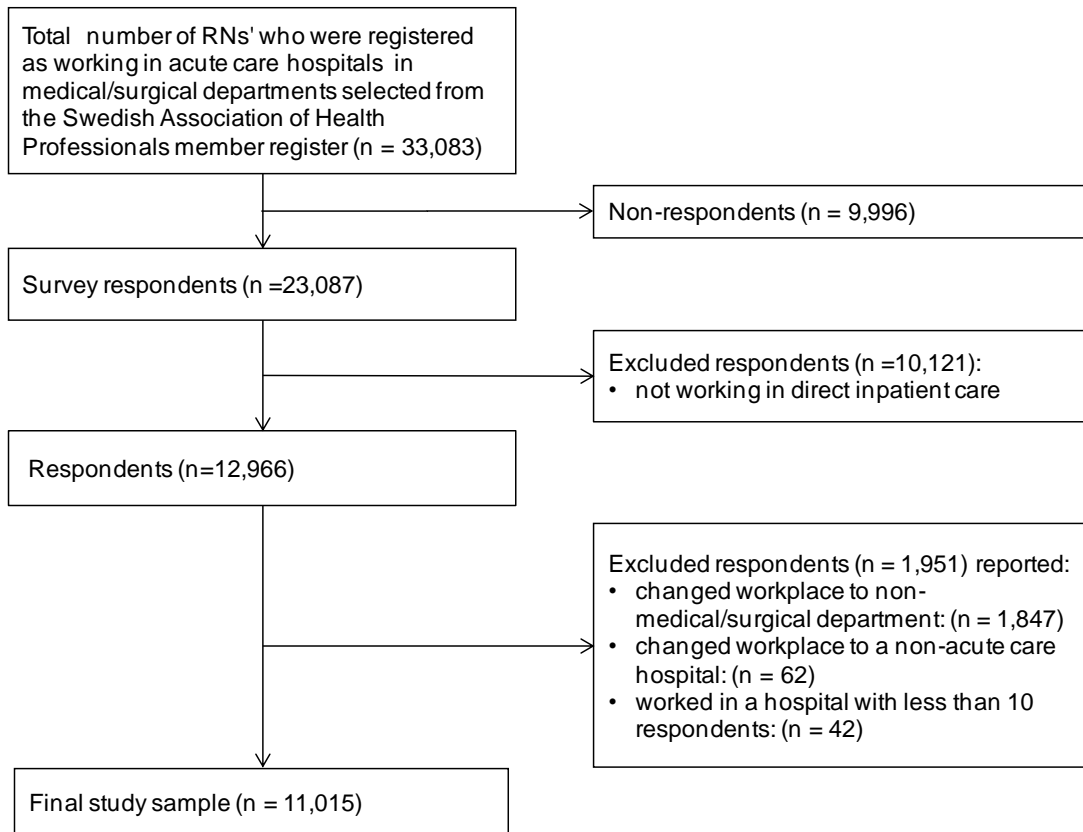 Total number of RNs' who were registered
as working in acute care hospitals in
medical/surgical departments selected from
the Swedish Association of Health
Professionals member register (n = 33,083)
Non-respondents (n = 9,996)
Survey respondents (n =23,087)
Excluded respondents (n =10,121):
• not working in direct inpatient care
Respondents (n=12,966)
Excluded respondents (n = 1,951) reported:
• changed workplace to non-
medical/surgical department: (n = 1,847)
• changed workplace to a non-acute care
hospital: (n = 62)
• worked in a hospital with less than 10
respondents: (n = 42)
Final study sample (n = 11,015)